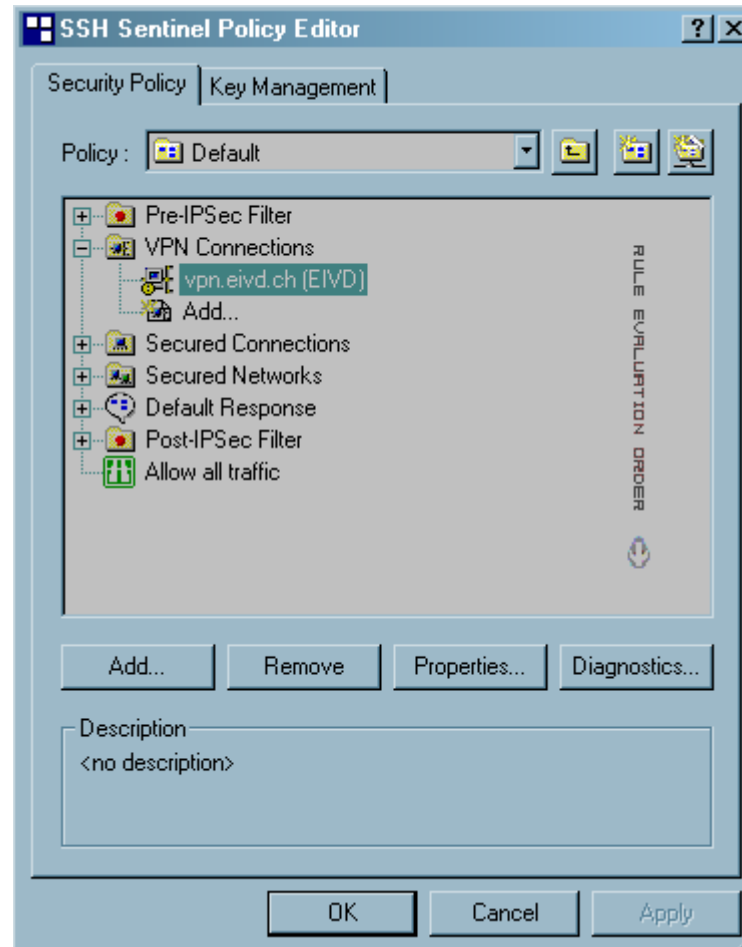 SSH Sentinel Policy Editor
Security Policy
Key Management
Policy :
Default
Pre-IPSec Filter
VPN Connections
vpn.eivd.ch (EIVD)
Add...
Secured Connections
Secured Networks
Default Response
Post-IPSec Filter
Allow all traffic
RULE EVALUATION ORDER
Add...
Remove
Properties...
Diagnostics...
Description
<no description>
OK
Cancel
Apply